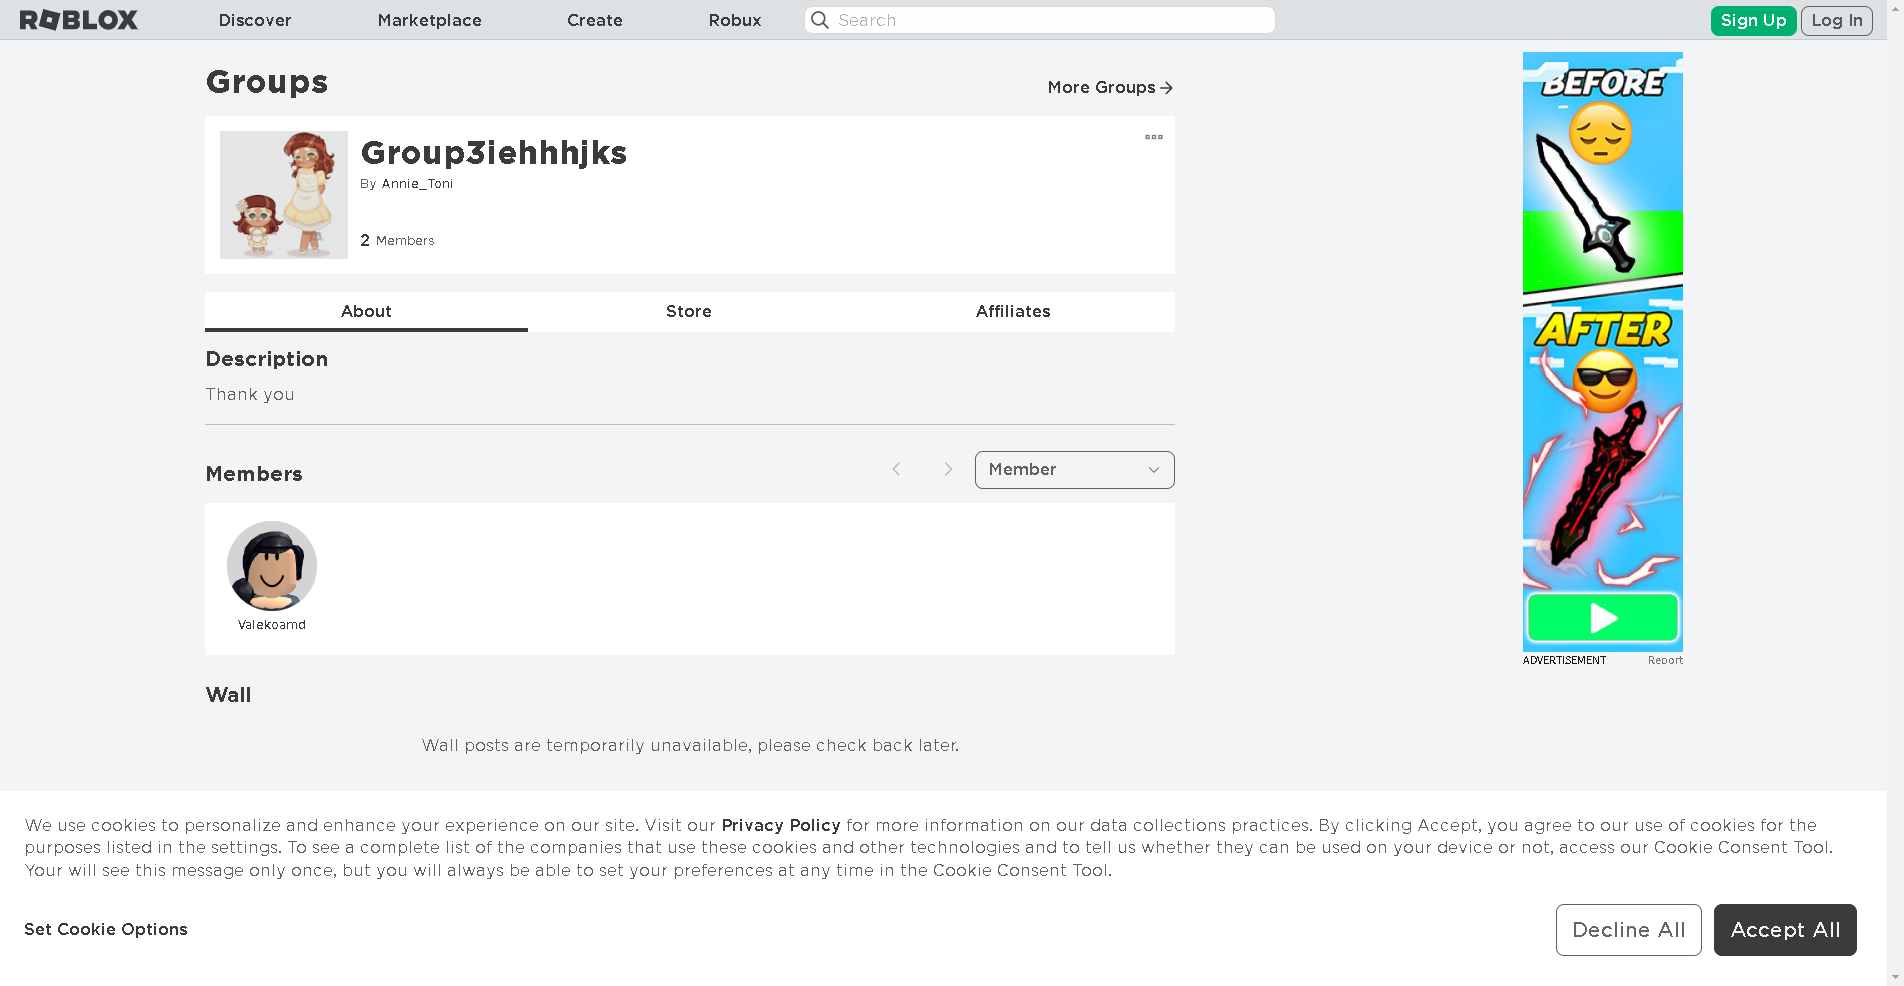 ROBLOX
Discover
Marketplace
Create
Robux
Search
Sign Up
Log In
Groups
More Groups
Group3iehhhjks
By Annie_Toni
2 Members
About
Store
Affiliates
Description
Thank you
Members
Member
Valekoamd
Wall
Wall posts are temporarily unavailable, please check back later.
BEFORE
AFTER
ADVERTISEMENT
Report
We use cookies to personalize and enhance your experience on our site. Visit our Privacy Policy for more information on our data collections practices. By clicking Accept, you agree to our use of cookies for the
purposes listed in the settings. To see a complete list of the companies that use these cookies and other technologies and to tell us whether they can be used on your device or not, access our Cookie Consent Tool.
Your will see this message only once, but you will always be able to set your preferences at any time in the Cookie Consent Tool.
Set Cookie Options
Decline All
Accept All